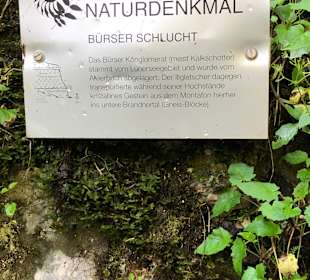 NATURDENKMAL
BÜRSER SCHLUCHT
Das Bürser Konglomerat (meist Kalkschotter)
stammt vom Lünerseegebiet und wurde vom
Alvierbach abgelagert. Der Illgletscher dagegen
transportierte während seiner Hochstände
kristallines Gestein aus dem Montafon hierher
ins untere Brandnertal (Gneis-Blöcke).